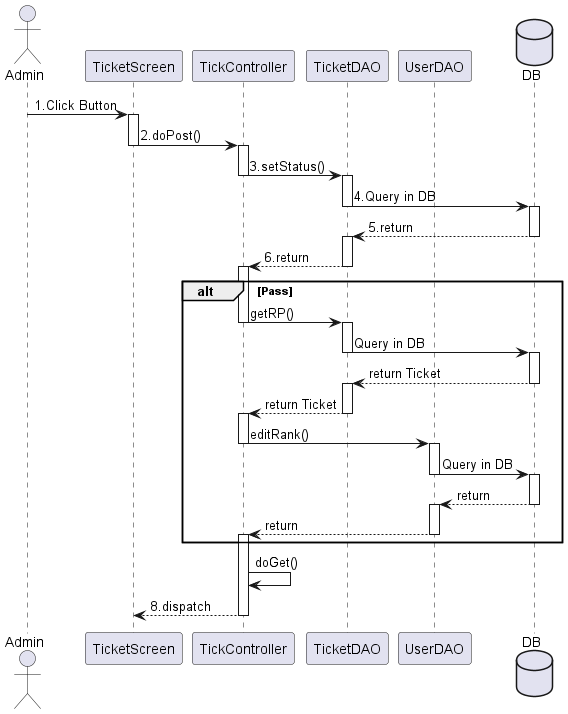 Admin
TicketScreen
TickController
TicketDAO
UserDAO
DB
1.Click Button
2.doPost()
3.setStatus()
4.Query in DB
5.return
6.return
alt
[Pass]
getRP()
Query in DB
return Ticket
return Ticket
editRank()
Query in DB
return
return
doGet()
8.dispatch
Admin
TicketScreen
TickController
TicketDAO
UserDAO
DB